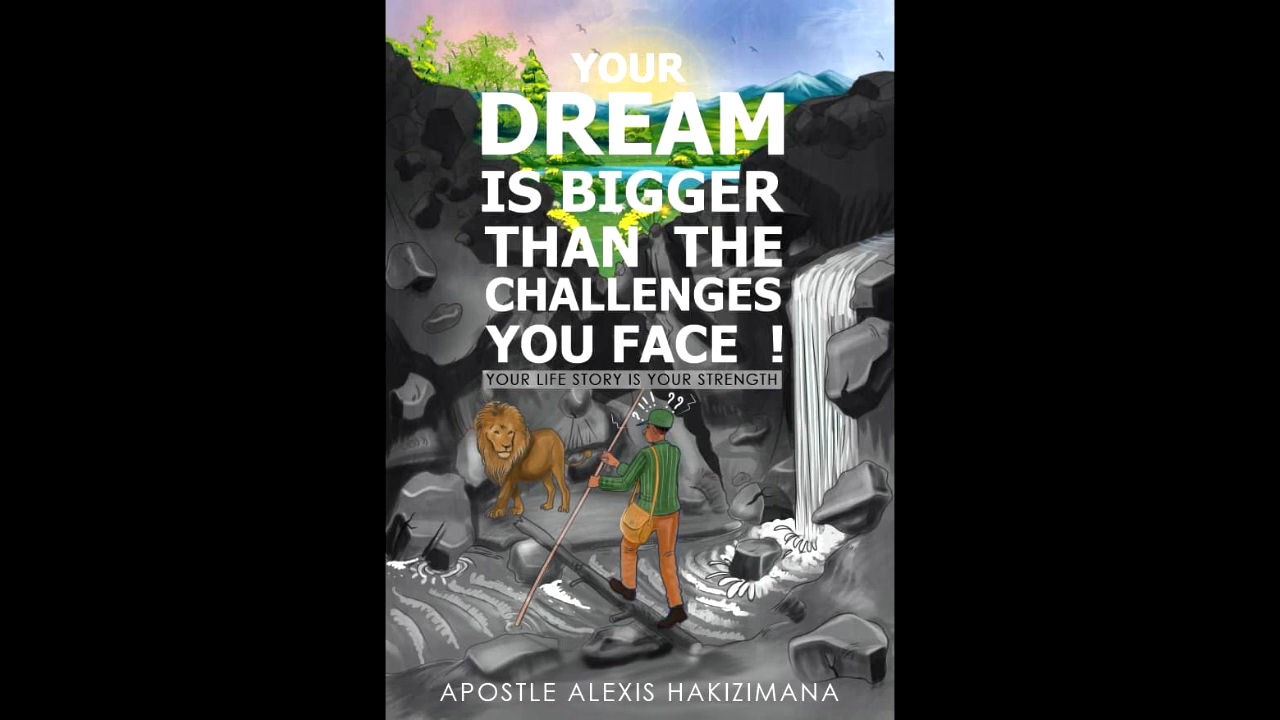 YOUR
DREAM
IS BIGGER
THAN THE
CHALLENGES
YOU FACE !
YOUR LIFE STORY IS YOUR STRENGTH
?!!! ??
APOSTLE ALEXIS HAKIZIMANA